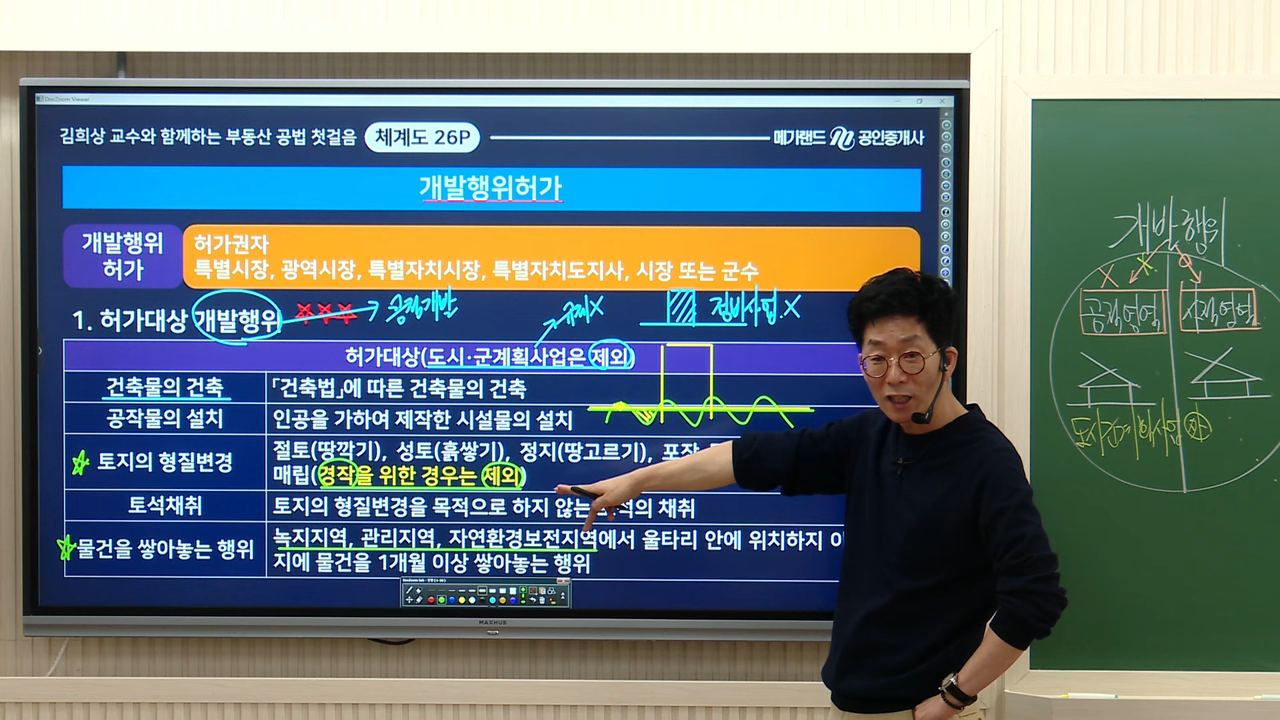 DocZoom Viewer
김희상 교수와 함께하는 부동산 공법 첫걸음 체계도 26P 메가랜드 공인중개사
개발행위허가
개발행위
허가
허가권자
특별시장, 광역시장, 특별자치시장, 특별자치도지사, 시장 또는 군수
1. 허가대상 개발행위
규제X
정비사업.X
허가대상(도시·군계획사업은 제외)
건축물의 건축 「건축법」에 따른 건축물의 건축
공작물의 설치 인공을 가하여 제작한 시설물의 설치
토지의 형질변경 절토(땅깎기), 성토(흙쌓기), 정지(땅고르기), 포장
매립(경작을 위한 경우는 제외)
토석채취 토지의 형질변경을 목적으로 하지 않는 의 채취
물건을 쌓아놓는 행위 녹지지역, 관리지역, 자연환경보전지역에서 울타리 안에 위치하지
지에 물건을 1개월 이상 쌓아놓는 행위
MAXHUB
개발행위
X X O
공적영역 사적영역